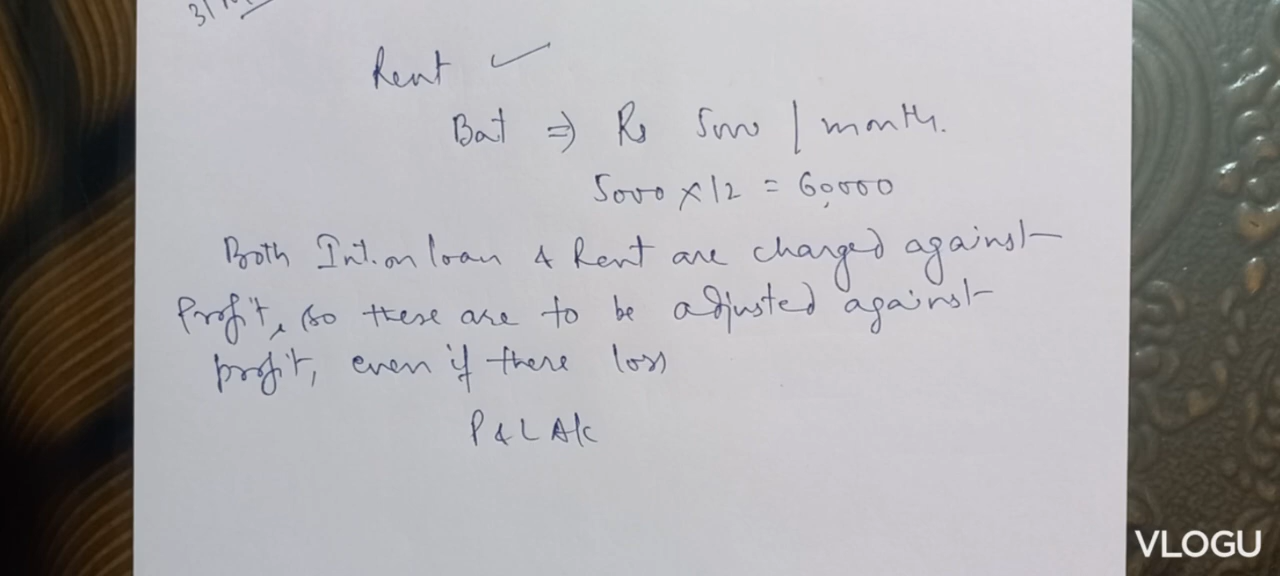 Rent
Bat ⇒ Rs 5000 / month.
5000 × 12 = 60,000
Both Int. on loan & Rent are charged against
Profit, so these are to be adjusted against
profit, even if there loss
P & L A/c
VLOGU